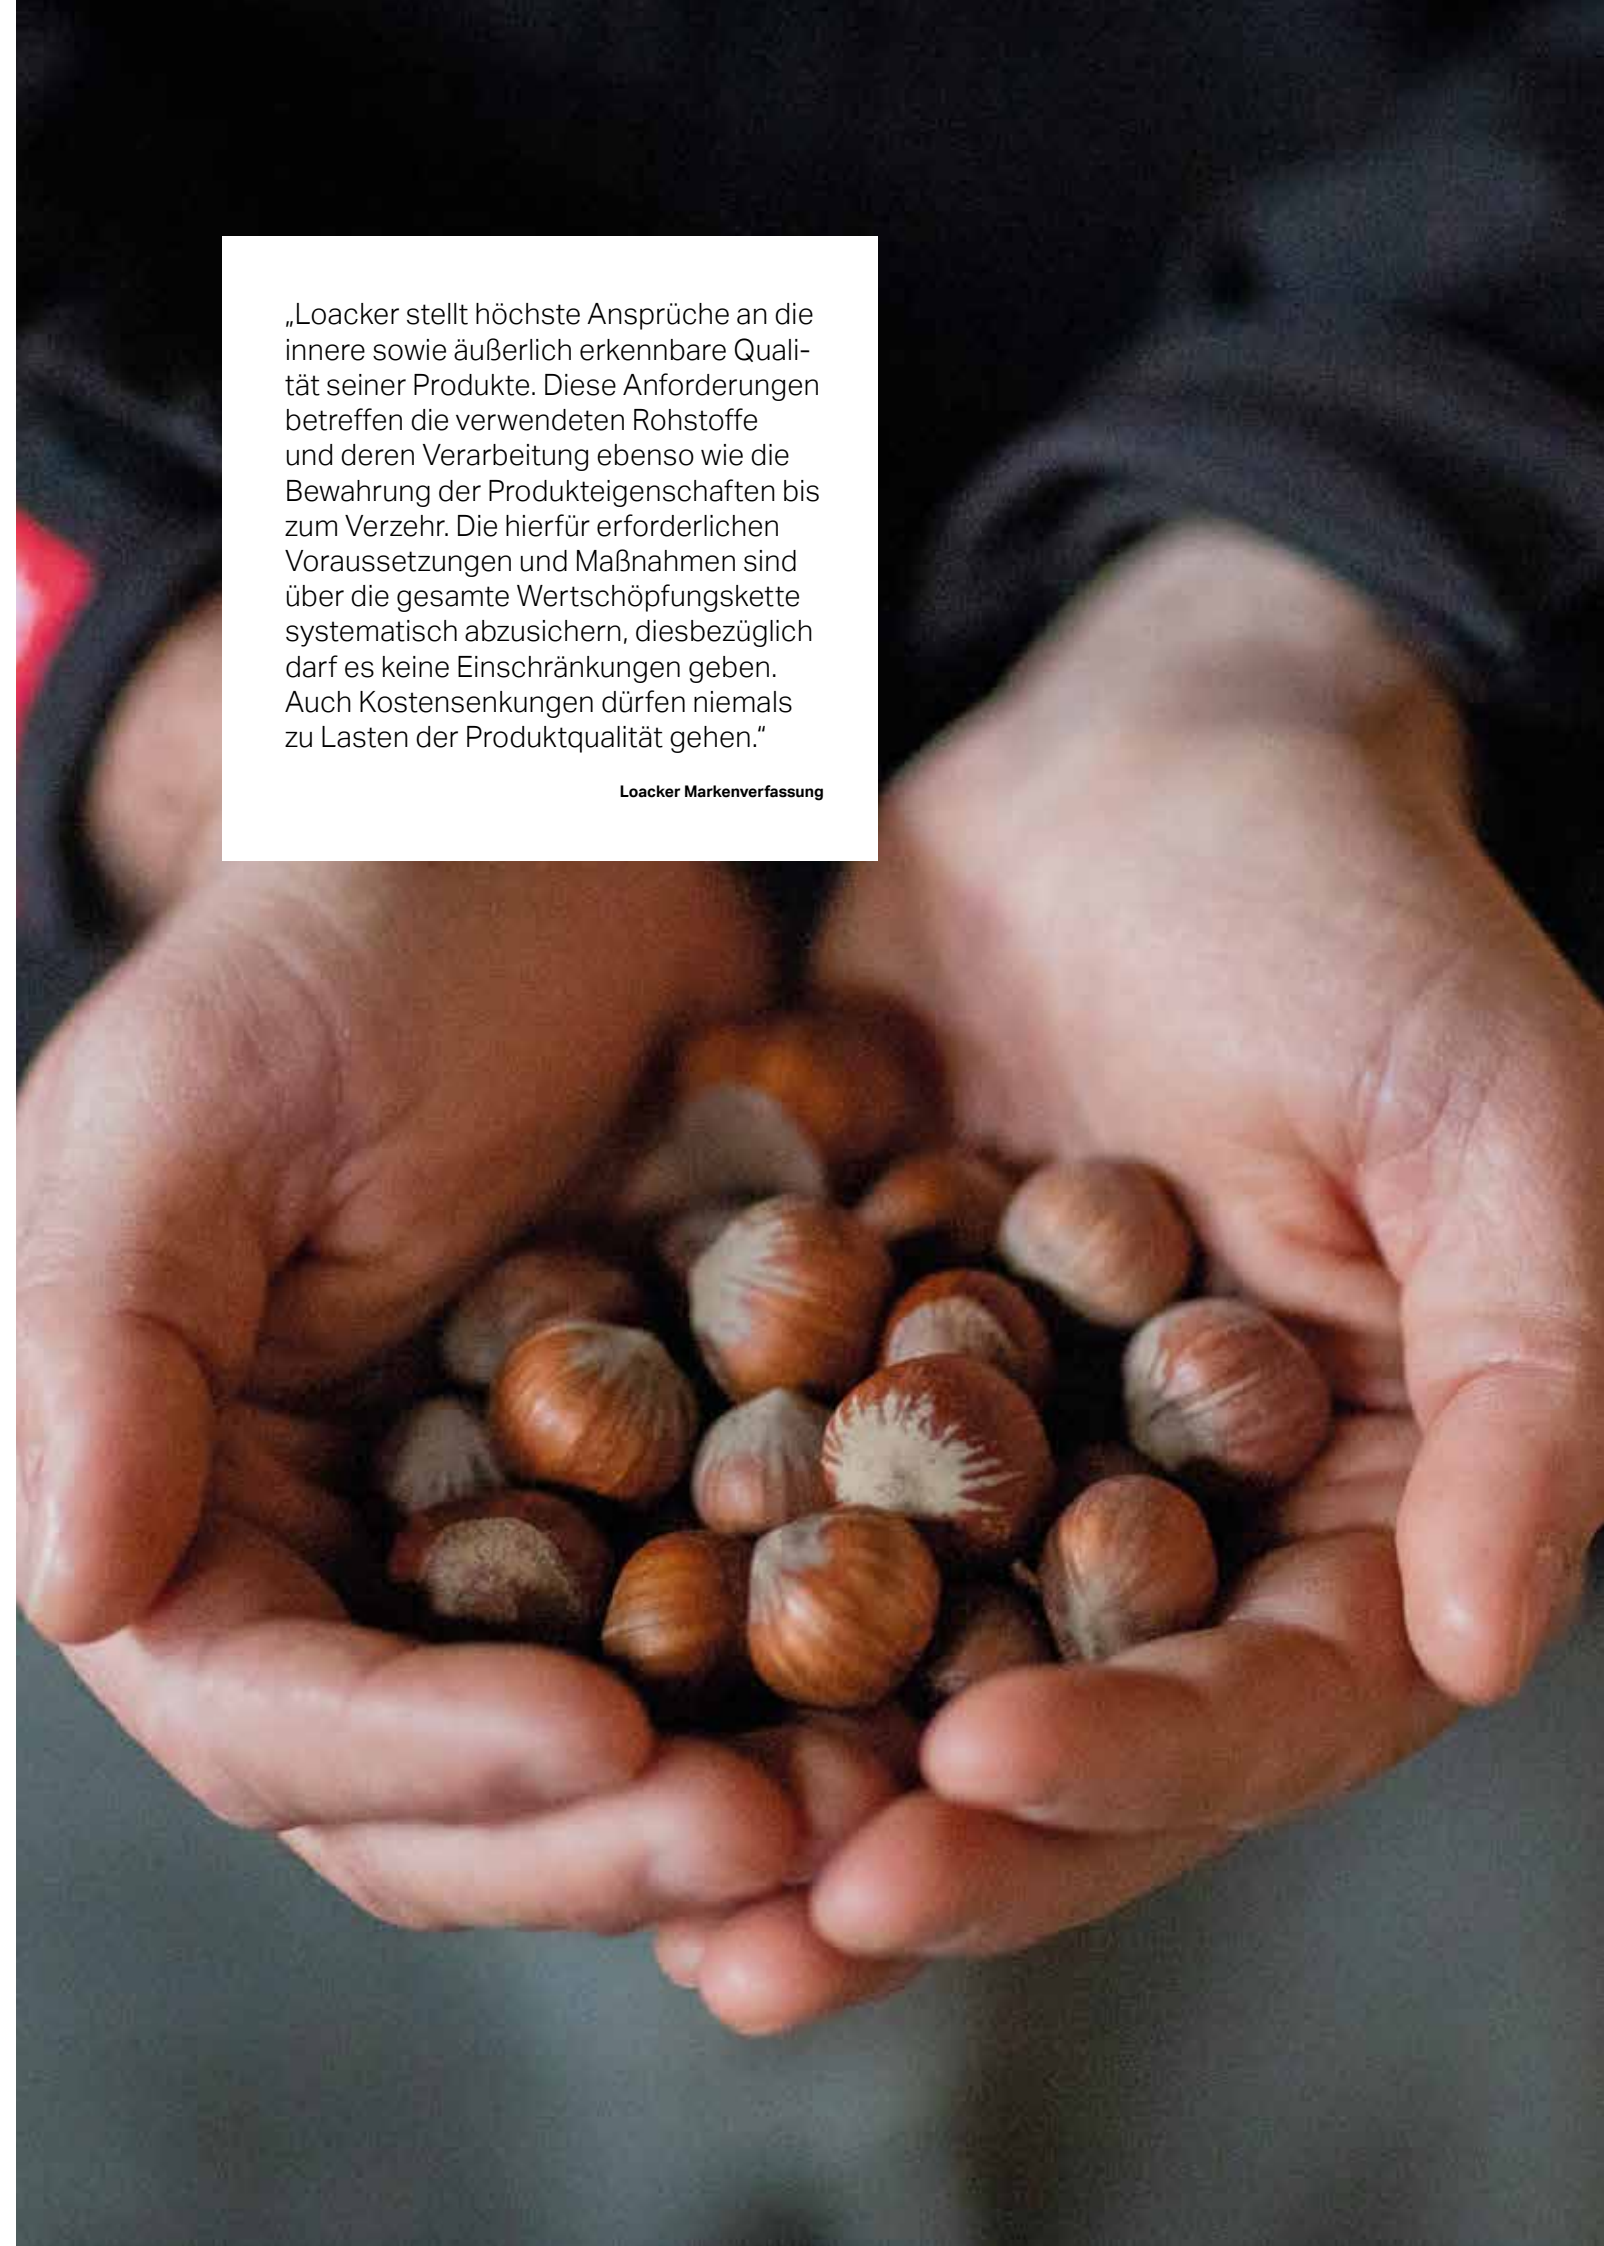 „Loacker stellt höchste Ansprüche an die
innere sowie äußerlich erkennbare Quali-
tät seiner Produkte. Diese Anforderungen
betreffen die verwendeten Rohstoffe
und deren Verarbeitung ebenso wie die
Bewahrung der Produkteigenschaften bis
zum Verzehr. Die hierfür erforderlichen
Voraussetzungen und Maßnahmen sind
über die gesamte Wertschöpfungskette
systematisch abzusichern, diesbezüglich
darf es keine Einschränkungen geben.
Auch Kostensenkungen dürfen niemals
zu Lasten der Produktqualität gehen.“
Loacker Markenverfassung